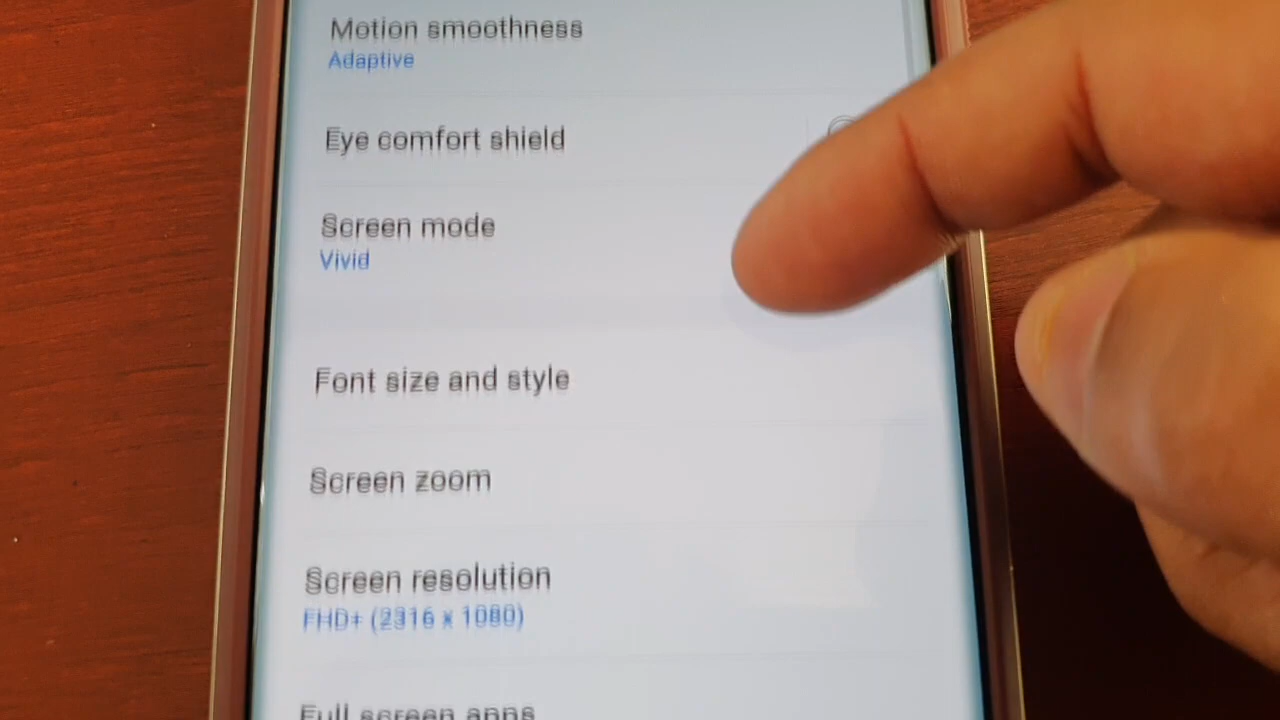 Motion smoothness
Adaptive
Eye comfort shield
Screen mode
Vivid
Font size and style
Screen zoom
Screen resolution
FHD+ (2316 x 1080)
Full screen apps